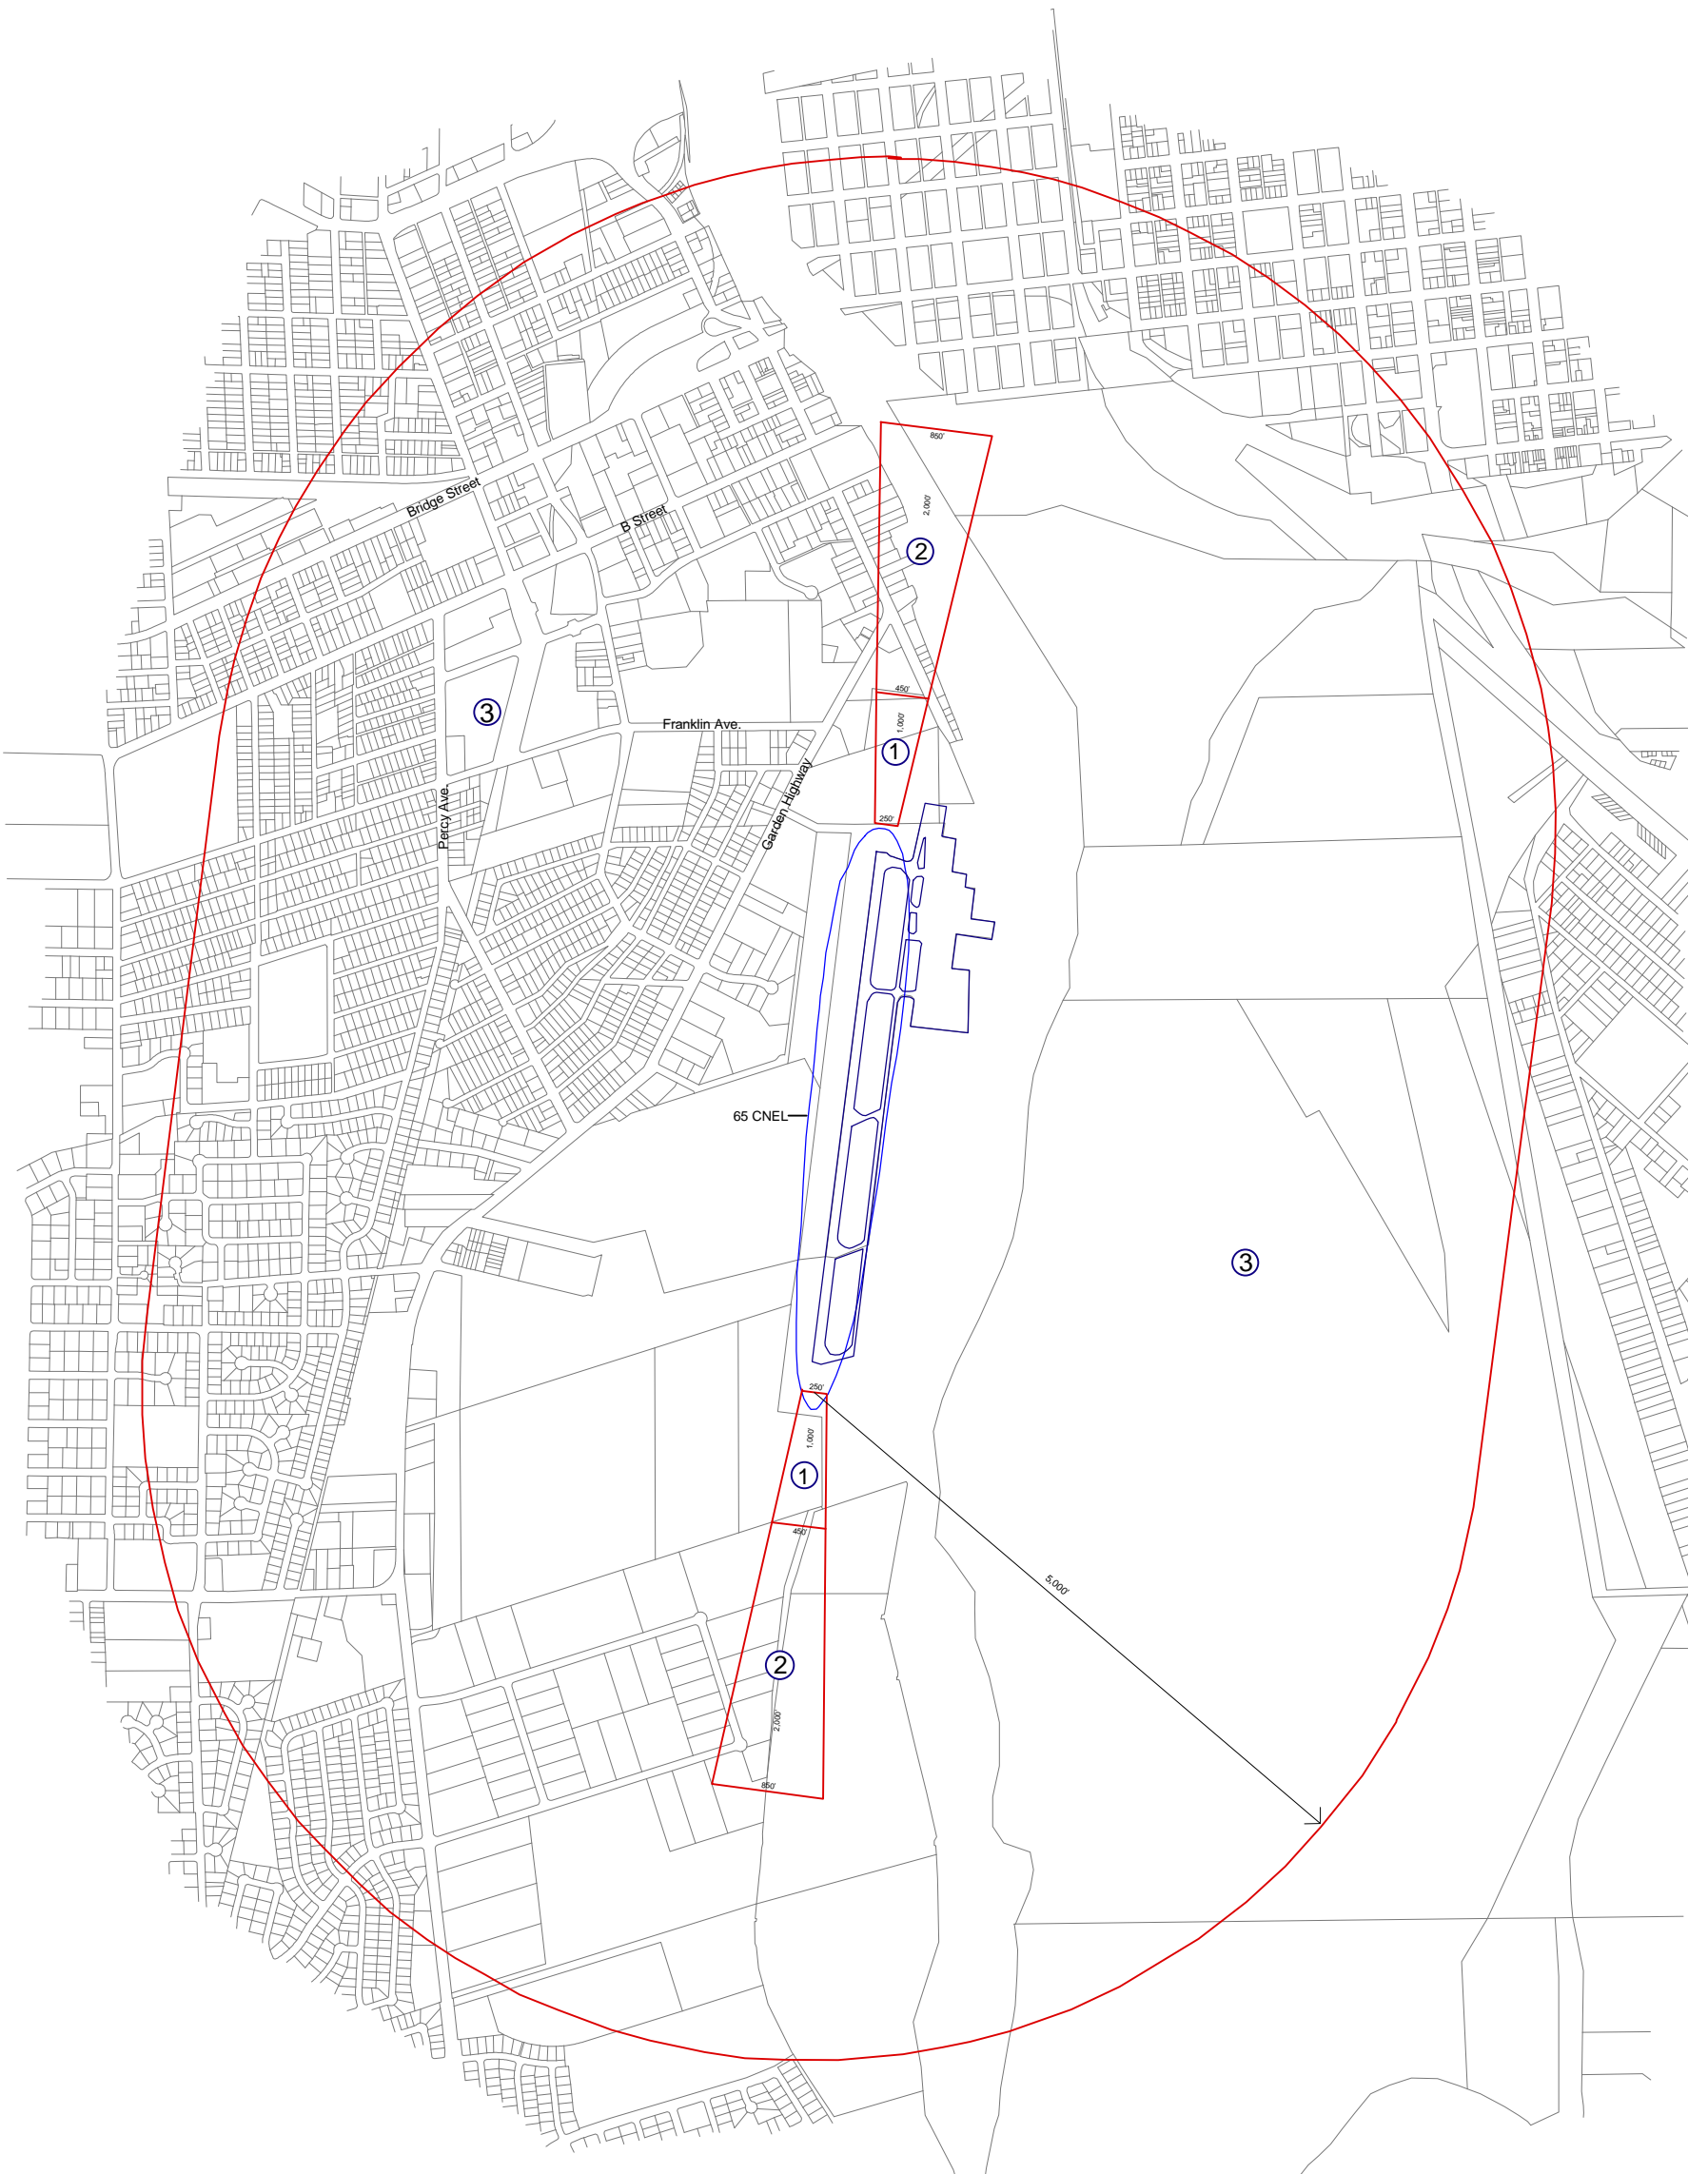 850'
2,000'
Bridge Street
B Street
2
450'
3
Franklin Ave.
1,000'
1
Garden Highway
Percy Ave.
250'
65 CNEL
3
250'
1,000'
1
450'
5,000'
2
2,000'
850'